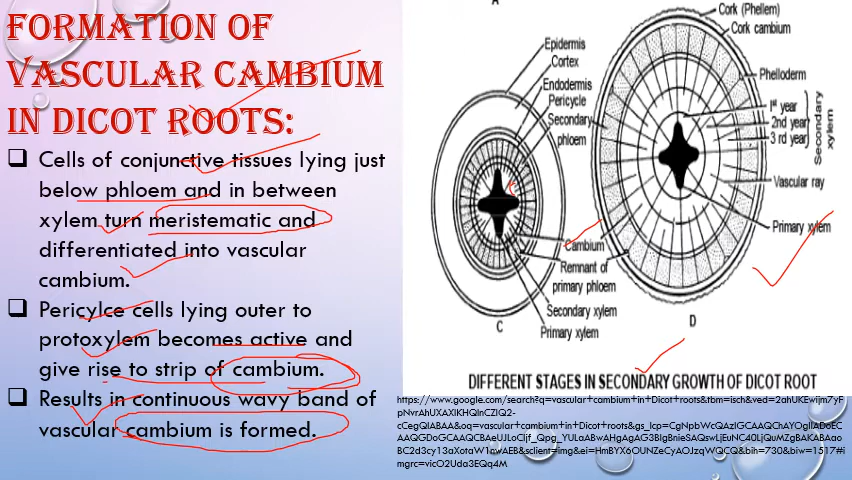 FORMATION OF
VASCULAR CAMBIUM
IN DICOT ROOTS:
❑ Cells of conjunctive tissues lying just
below phloem and in between
xylem turn meristematic and
differentiated into vascular
cambium.
❑ Pericylce cells lying outer to
protoxylem becomes active and
give rise to strip of cambium.
❑ Results in continuous wavy band of
vascular cambium is formed.
A
Epidermis
Cortex
Endodermis
Pericycle
Secondary
phloem
Cambium
Remnant of
primary phloem
Secondary xylem
Primary xylem
C
Cork (Phellem)
Cork cambium
Phelloderm
1st year
2nd year
3 rd year
Secondary
xylem
Vascular ray
Primary xylem
D
DIFFERENT STAGES IN SECONDARY GROWTH OF DICOT ROOT